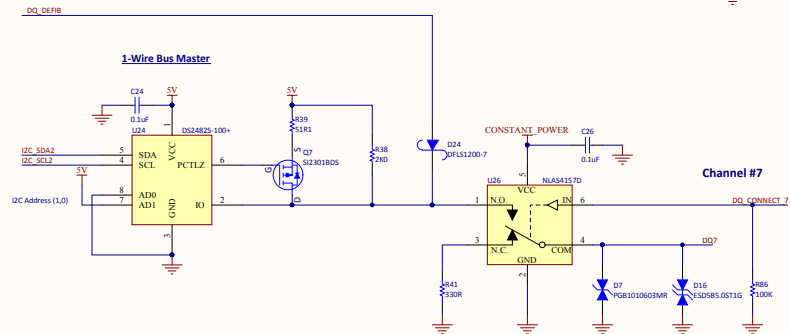 DQ_DEFIB
1-Wire Bus Master
C24
0.1uF
5V
U24
DS2482S-100+
I2C_SDA2
I2C_SCL2
5V
I2C Address (1,0)
5 SDA
4 SCL
8 AD0
7 AD1
1 VCC
PCTLZ 6
IO 2
GND 3
5V
R39
51R1
Q7
SI2301BDS
G
S
D
R38
2K0
D24
DFLS1200-7
CONSTANT_POWER
C26
0.1uF
Channel #7
U26
NLAS4157D
5
VCC
1 N.O.
IN 6
3 N.C.
COM 4
GND
2
DQ_CONNECT_7
DQ7
R41
330R
D7
PGB1010603MR
D16
ESD5B5.0ST1G
R86
100K